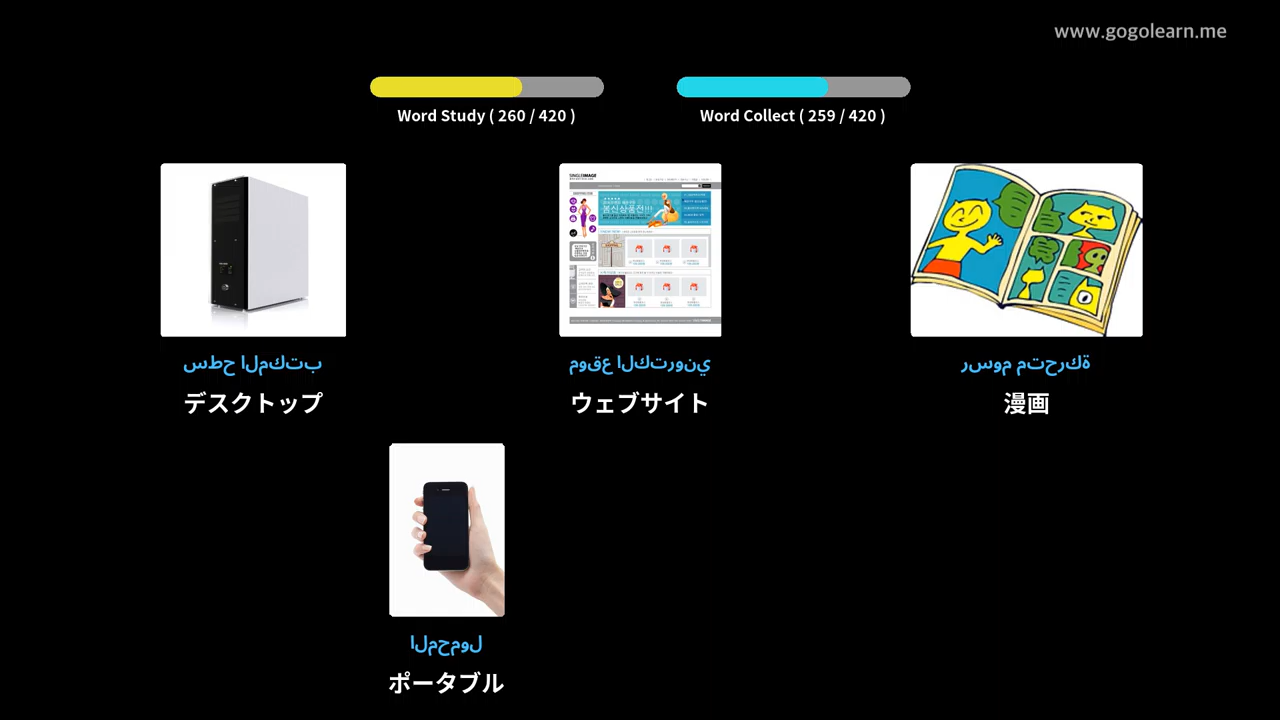 www.gogolearn.me
Word Study ( 260 / 420 )
Word Collect ( 259 / 420 )
سطح المكتب
デスクトップ
موقع الكتروني
ウェブサイト
رسوم متحركة
漫画
المحمول
ポータブル